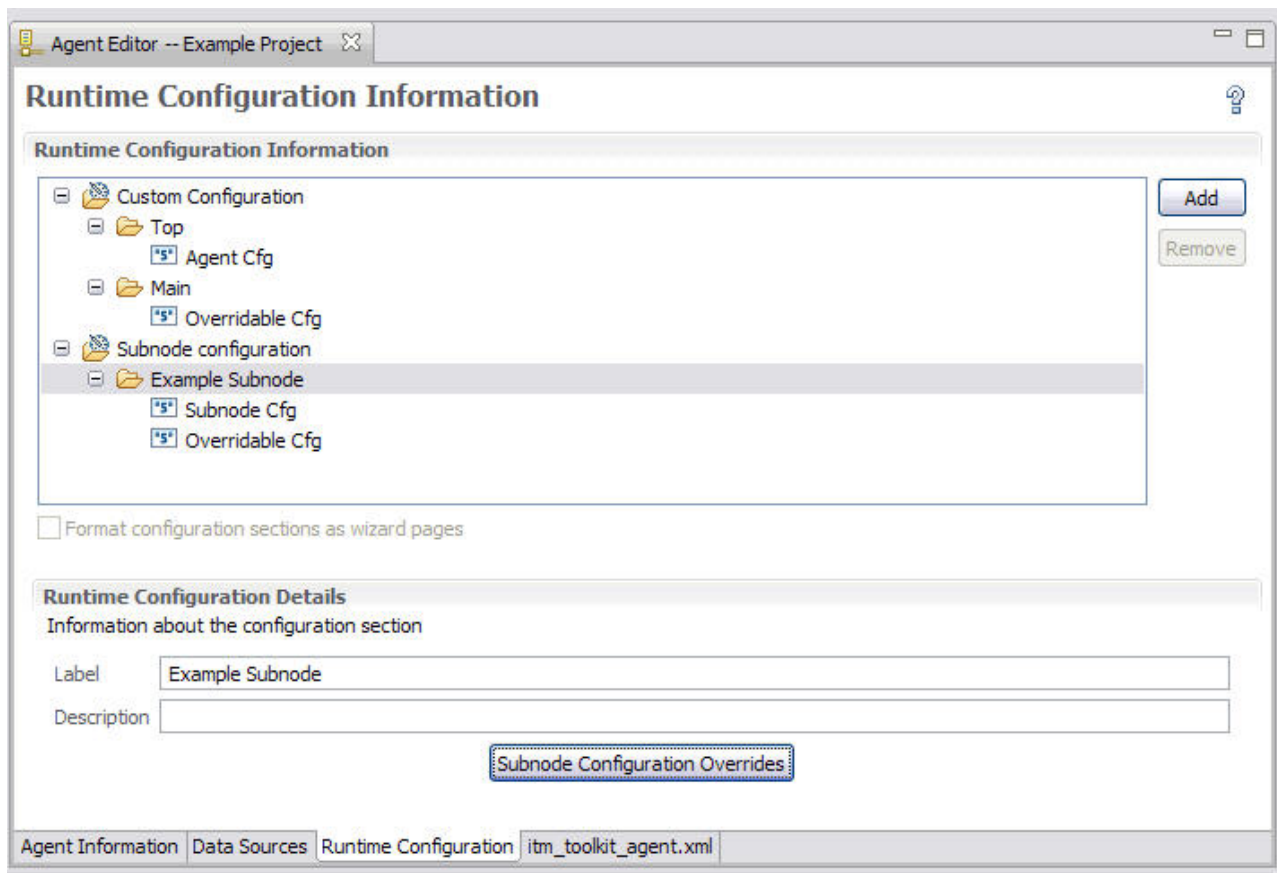 Agent Editor -- Example Project
Runtime Configuration Information
Runtime Configuration Information
Custom Configuration
Add
Top
Remove
Agent Cfg
Main
Overridable Cfg
Subnode configuration
Example Subnode
Subnode Cfg
Overridable Cfg
Format configuration sections as wizard pages
Runtime Configuration Details
Information about the configuration section
Label Example Subnode
Description
Subnode Configuration Overrides
Agent Information Data Sources Runtime Configuration itm_toolkit_agent.xml